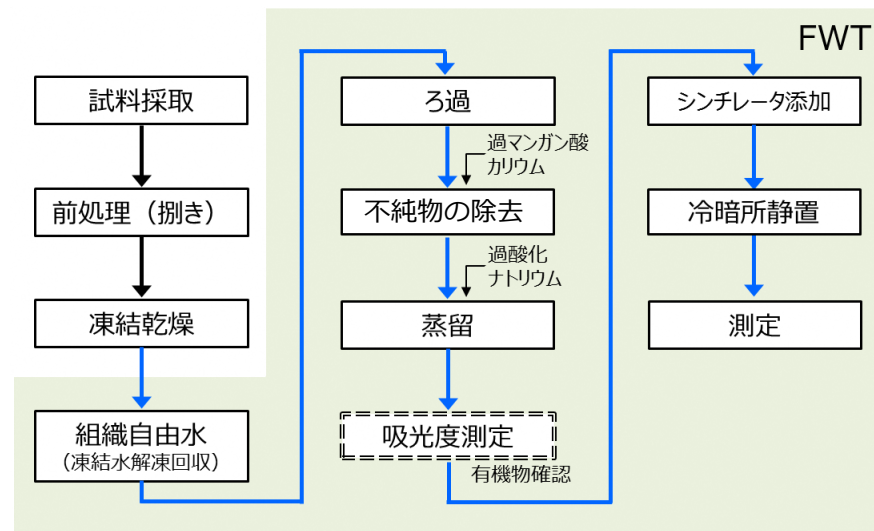 FWT
試料採取
前処理（捌き）
凍結乾燥
組織自由水
（凍結水解凍回収）
ろ過
過マンガン酸
カリウム
不純物の除去
過酸化
ナトリウム
蒸留
吸光度測定
有機物確認
シンチレータ添加
冷暗所静置
測定